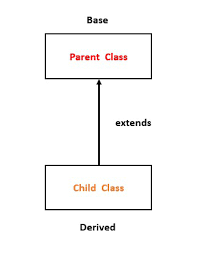 Base
Parent Class
extends
Child Class
Derived